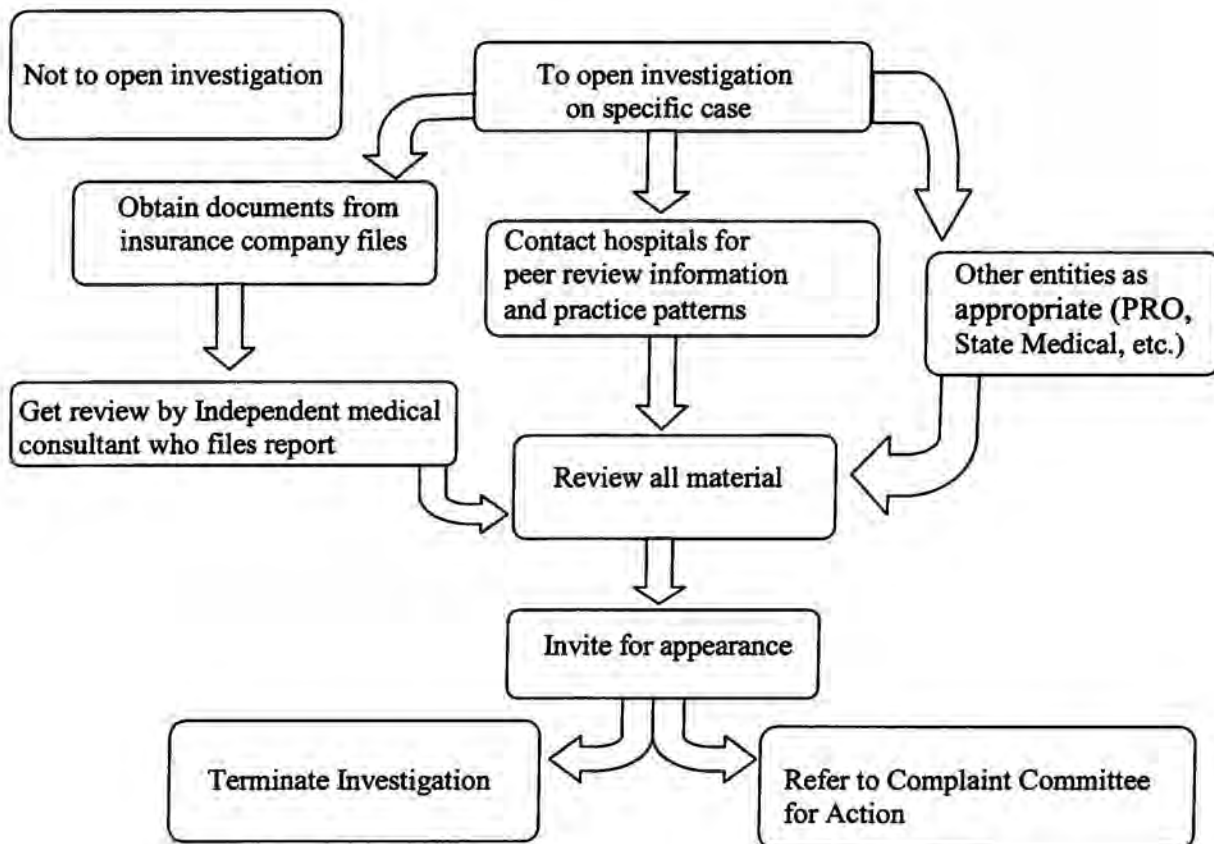 Not to open investigation
To open investigation
on specific case
Obtain documents from
insurance company files
Contact hospitals for
peer review information
and practice patterns
Other entities as
appropriate (PRO,
State Medical, etc.)
Get review by Independent medical
consultant who files report
Review all material
Invite for appearance
Terminate Investigation
Refer to Complaint Committee
for Action